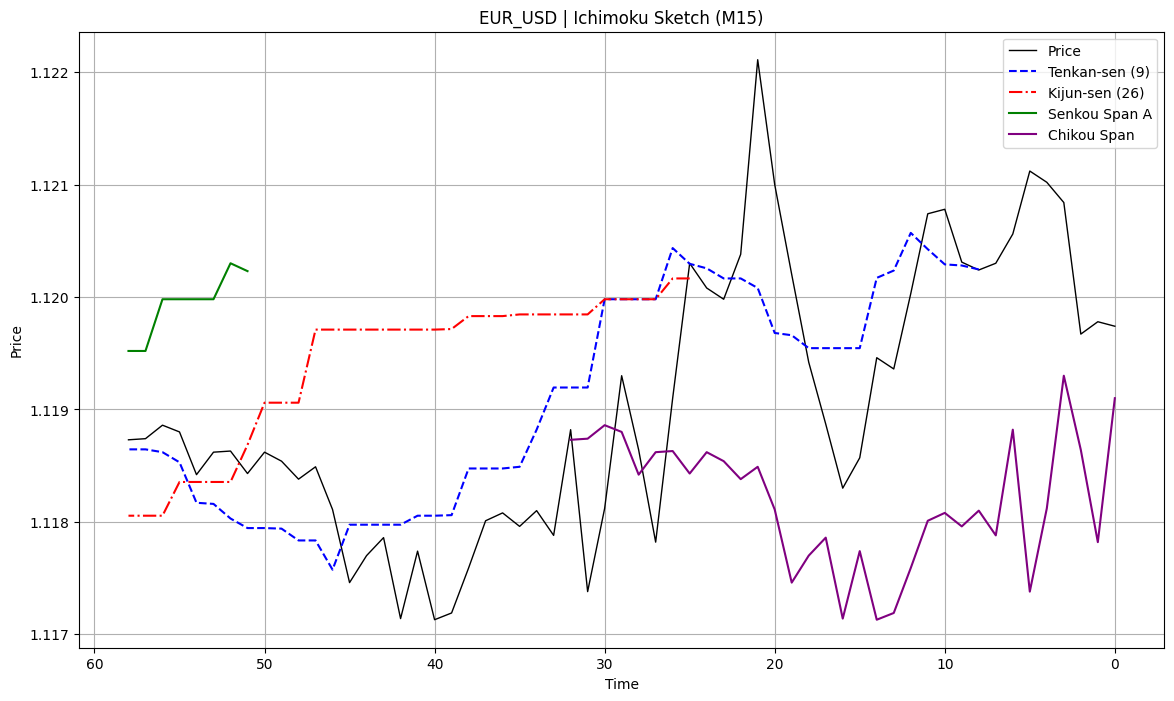 EUR_USD | Ichimoku Sketch (M15)
Price
Tenkan-sen (9)
Kijun-sen (26)
Senkou Span A
Chikou Span
1.122
1.121
1.120
1.119
1.118
1.117
Price
60 50 40 30 20 10 0
Time